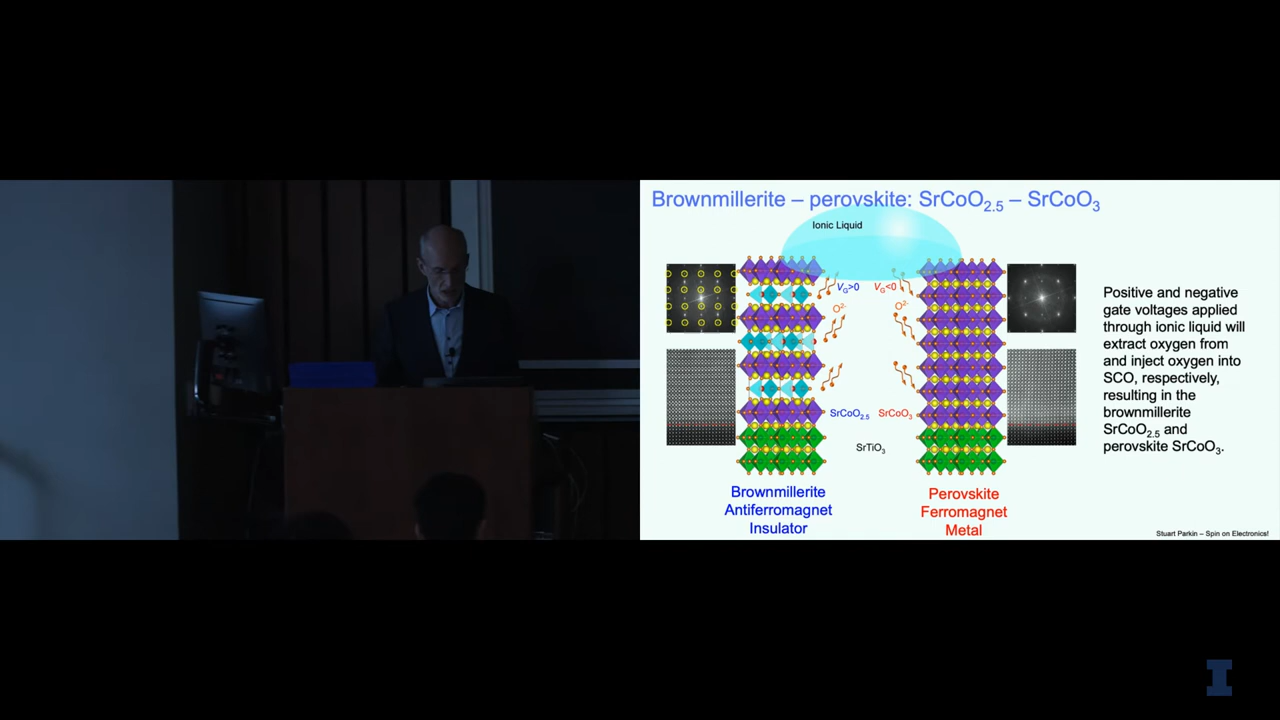 Brownmillerite – perovskite: SrCoO2.5 – SrCoO3
Ionic Liquid
VG>0
VG<0
O2-
O2-
SrCoO2.5
SrCoO3
SrTiO3
Brownmillerite
Antiferromagnet
Insulator
Perovskite
Ferromagnet
Metal
Positive and negative
gate voltages applied
through ionic liquid will
extract oxygen from
and inject oxygen into
SCO, respectively,
resulting in the
brownmillerite
SrCoO2.5 and
perovskite SrCoO3.
Stuart Parkin – Spin on Electronics!
I